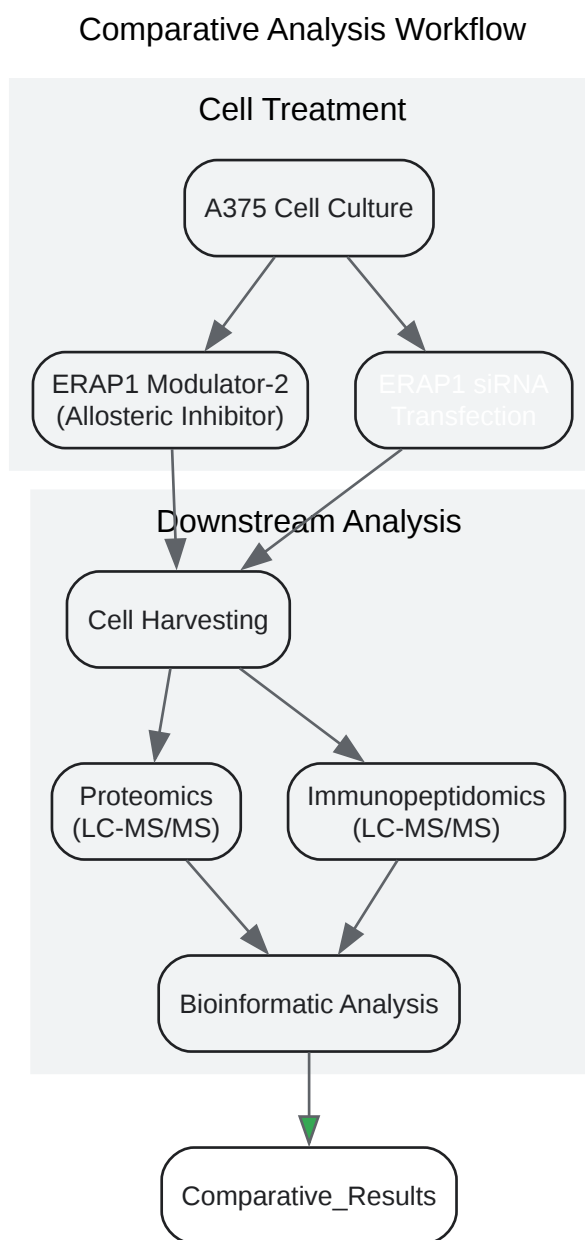 Comparative Analysis Workflow
Cell Treatment
A375 Cell Culture
ERAP1 Modulator-2
(Allosteric Inhibitor)
ERAP1 siRNA
Transfection
Downstream Analysis
Cell Harvesting
Proteomics
(LC-MS/MS)
Immunopeptidomics
(LC-MS/MS)
Bioinformatic Analysis
Comparative_Results